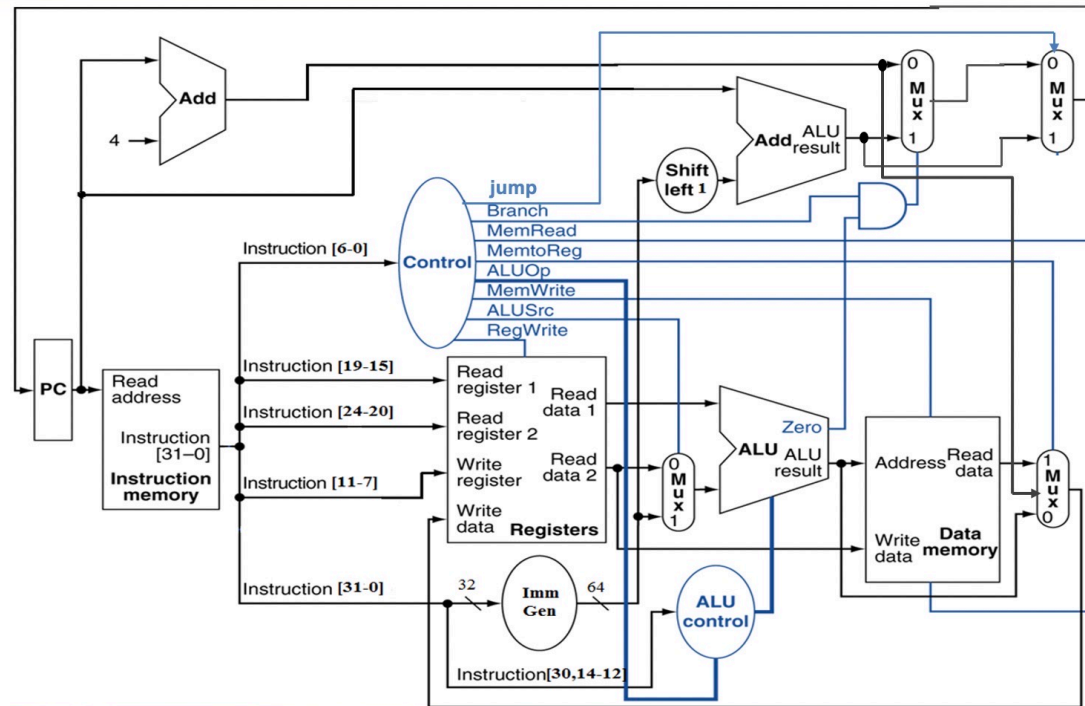 Add
4
0
Mux
1
0
Mux
1
Add
ALU
result
Shift
left 1
jump
Branch
MemRead
MemtoReg
ALUOp
MemWrite
ALUSrc
RegWrite
Control
Instruction [6-0]
PC
Read
address
Instruction
[31–0]
Instruction
memory
Instruction [19-15]
Instruction [24-20]
Instruction [11-7]
Instruction [31-0]
Read
register 1
Read
register 2
Write
register
Write
data
Read
data 1
Read
data 2
Registers
0
Mux
1
Zero
ALU
ALU
result
Address
Read
data
Write
data
Data
memory
1
Mux
0
32
Imm
Gen
64
ALU
control
Instruction[30,14-12]